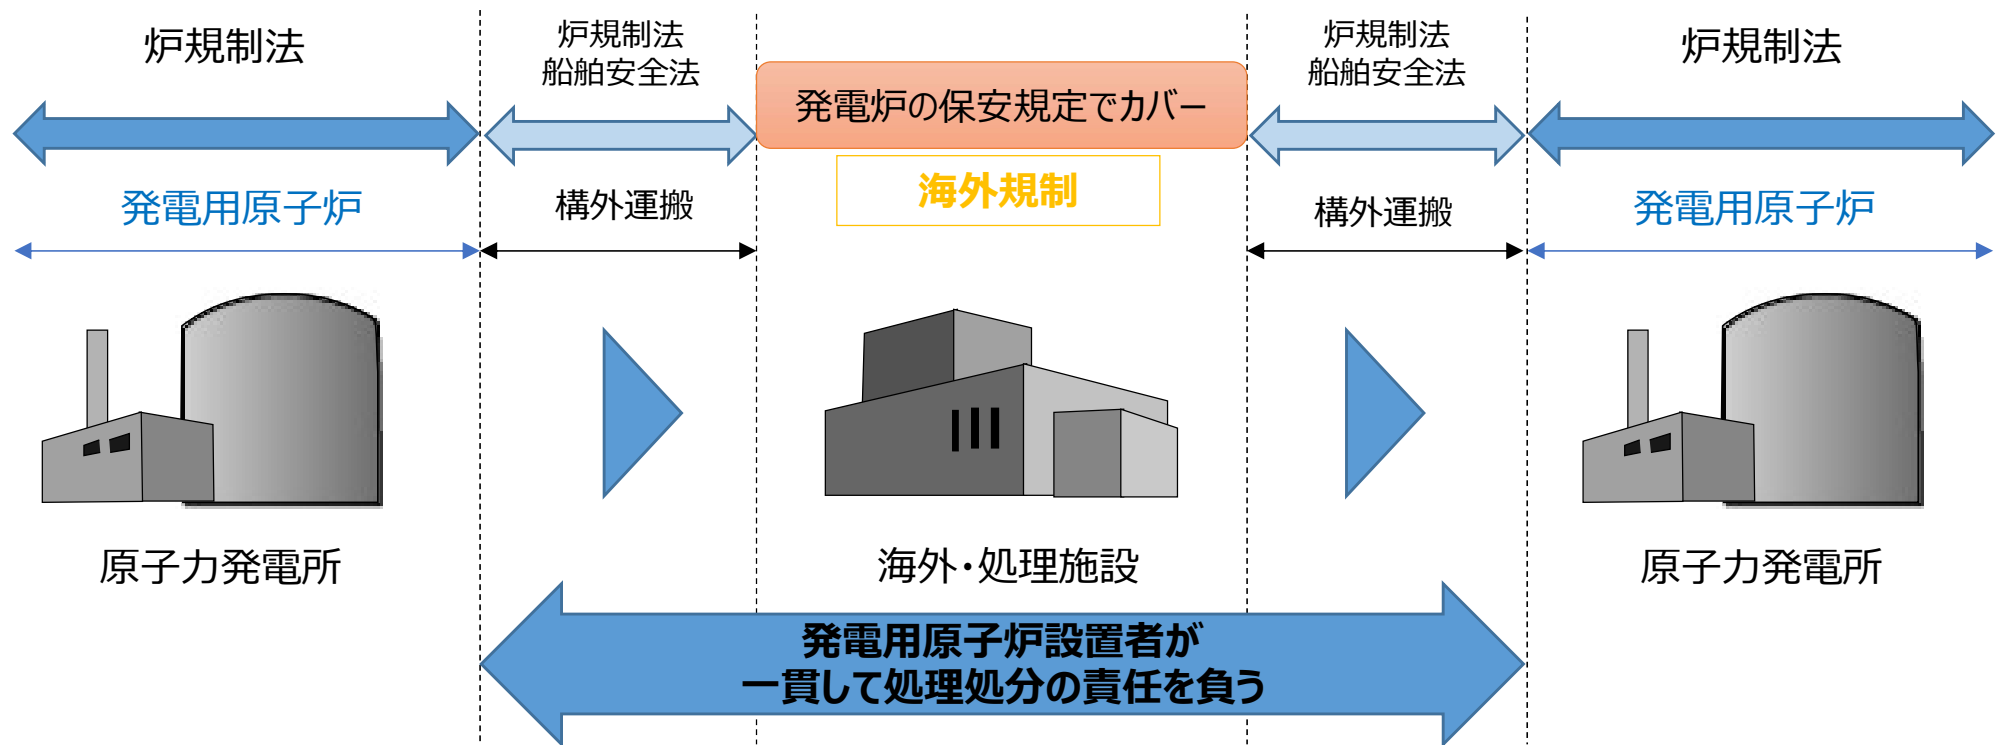 炉規制法
炉規制法
船舶安全法
発電炉の保安規定でカバー
炉規制法
船舶安全法
炉規制法
発電用原子炉
構外運搬
海外規制
構外運搬
発電用原子炉
原子力発電所
海外・処理施設
原子力発電所
発電用原子炉設置者が
一貫して処理処分の責任を負う